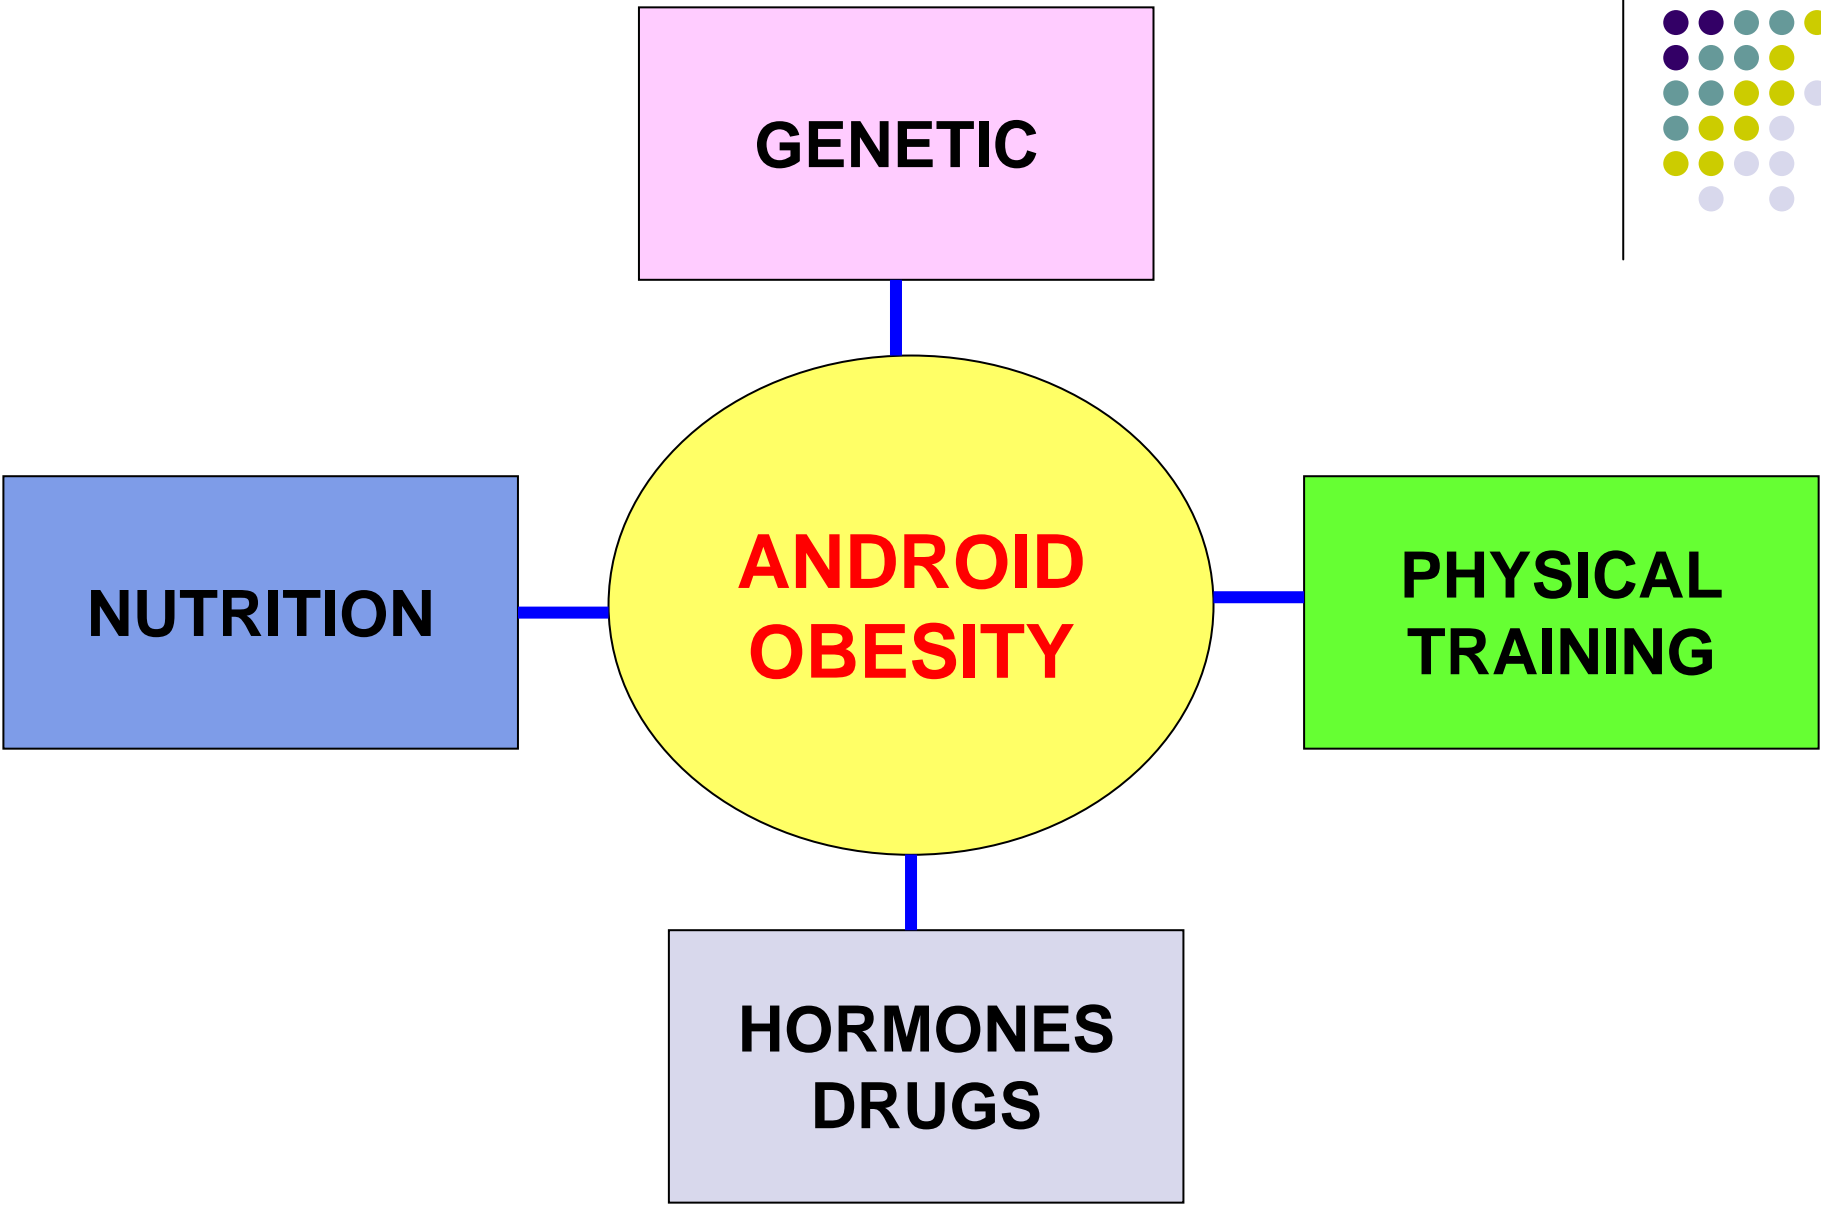 GENETIC
NUTRITION
ANDROID
OBESITY
PHYSICAL
TRAINING
HORMONES
DRUGS